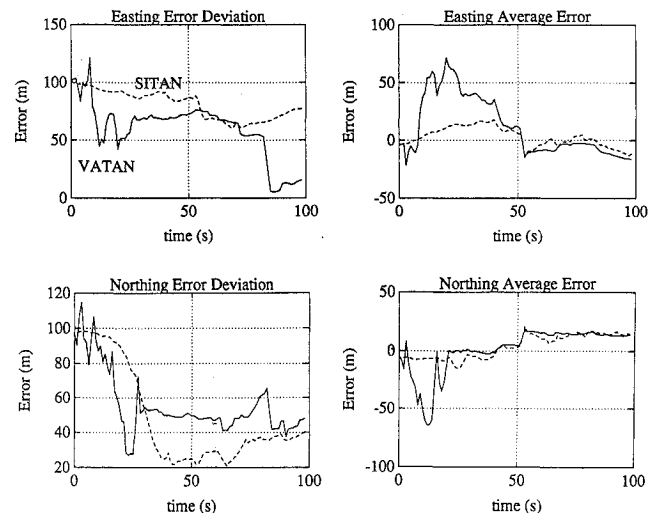 Easting Error Deviation
150
100
50
0
Error (m)
SITAN
VATAN
0
50
100
time (s)
Easting Average Error
100
50
0
-50
Error (m)
0
50
100
time (s)
Northing Error Deviation
120
100
80
60
40
20
Error (m)
0
50
100
time (s)
Northing Average Error
50
0
-50
-100
Error (m)
0
50
100
time (s)